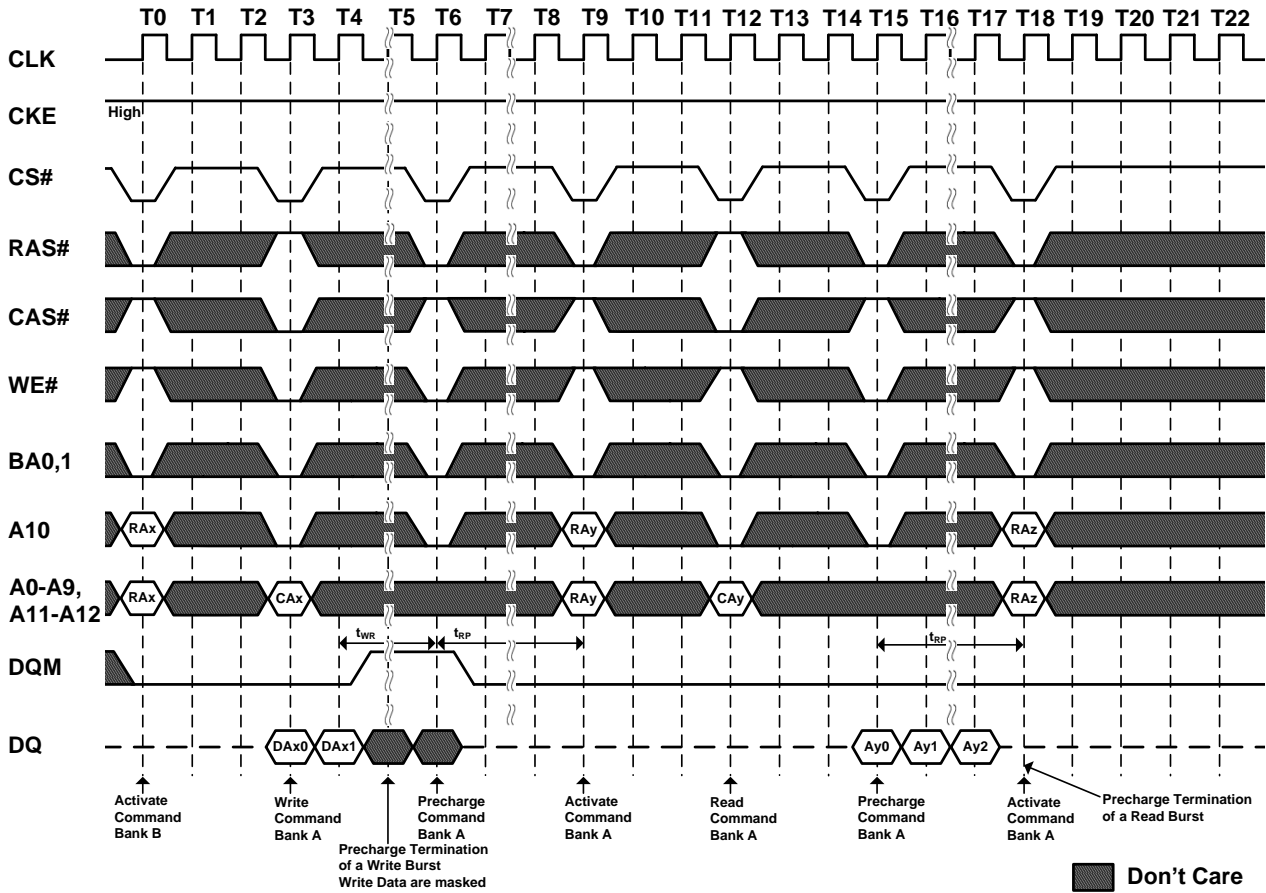 T0 T1 T2 T3 T4 T5 T6 T7 T8 T9 T10 T11 T12 T13 T14 T15 T16 T17 T18 T19 T20 T21 T22
CLK
CKE
High
CS#
RAS#
CAS#
WE#
BA0,1
A10
RAx RAy RAz
A0-A9,
A11-A12
RAx CAx RAy CAy RAz
tWR tRP tRP
DQM
DQ
DAx0 DAx1 Ay0 Ay1 Ay2
Activate
Command
Bank B
Write
Command
Bank A
Precharge Termination
of a Write Burst
Write Data are masked
Precharge
Command
Bank A
Activate
Command
Bank A
Read
Command
Bank A
Precharge
Command
Bank A
Activate
Command
Bank A
Precharge Termination
of a Read Burst
Don't Care